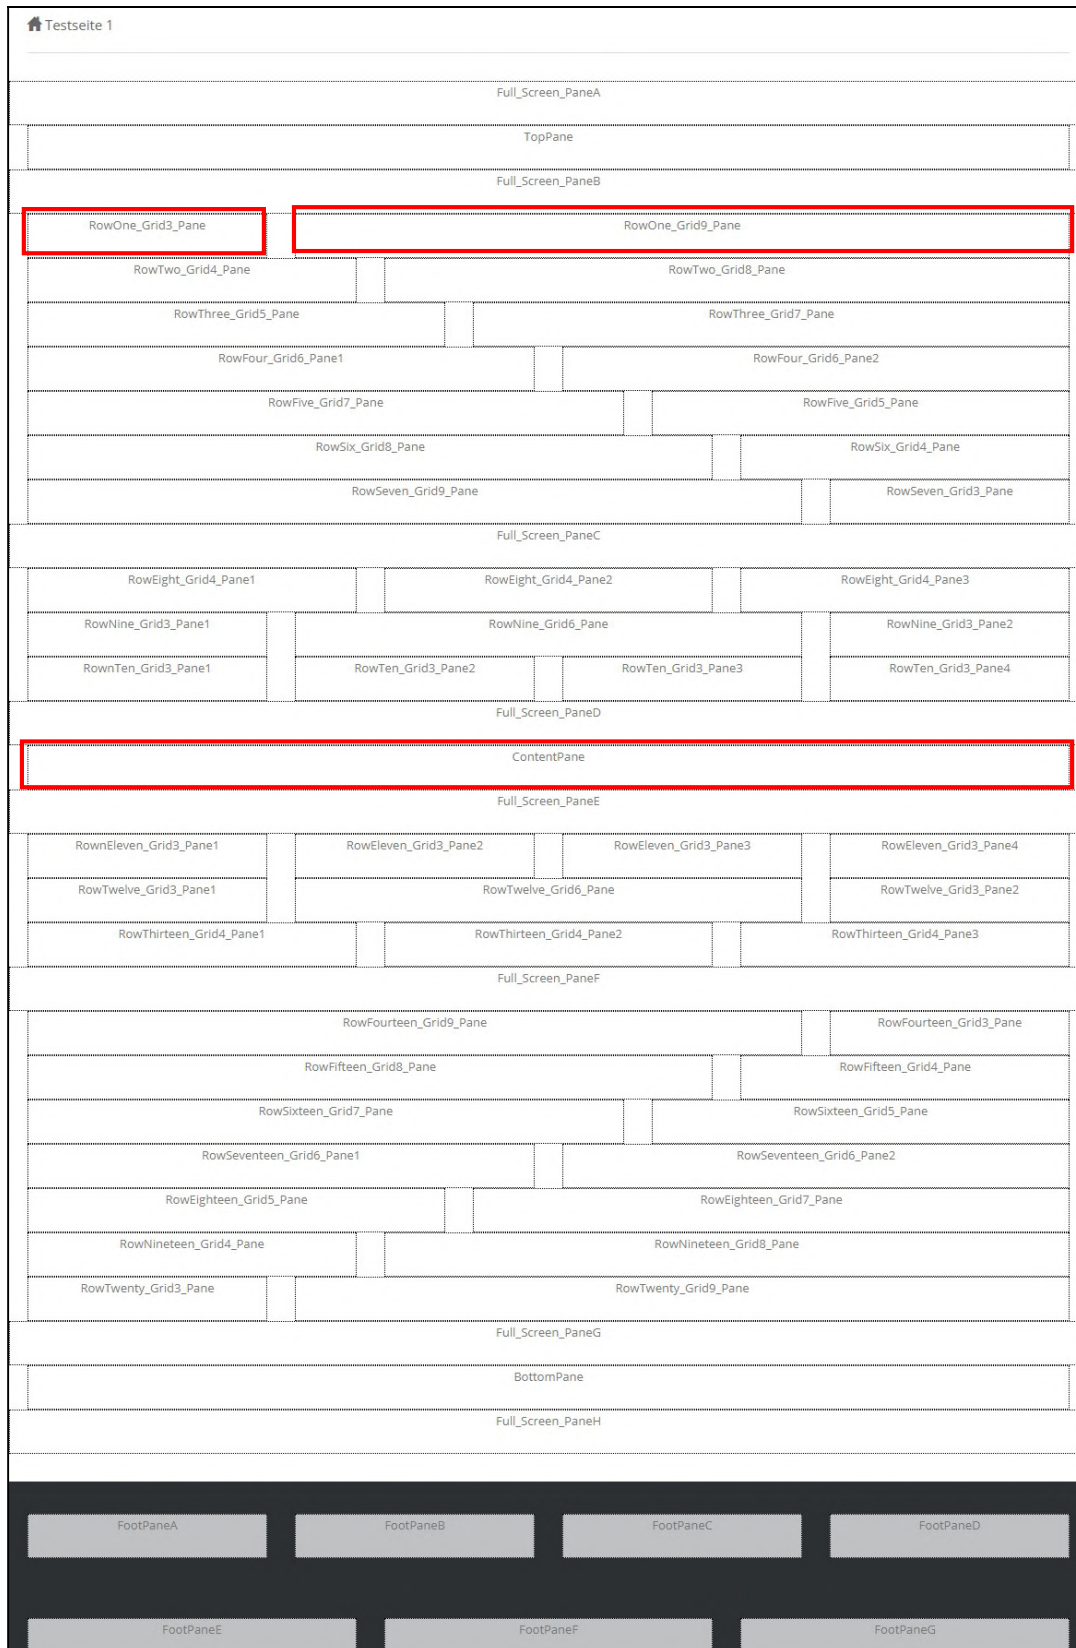 Testseite 1
Full_Screen_PaneA
TopPane
Full_Screen_PaneB
RowOne_Grid3_Pane RowOne_Grid9_Pane
RowTwo_Grid4_Pane RowTwo_Grid8_Pane
RowThree_Grid5_Pane RowThree_Grid7_Pane
RowFour_Grid6_Pane1 RowFour_Grid6_Pane2
RowFive_Grid7_Pane RowFive_Grid5_Pane
RowSix_Grid8_Pane RowSix_Grid4_Pane
RowSeven_Grid9_Pane RowSeven_Grid3_Pane
Full_Screen_PaneC
RowEight_Grid4_Pane1 RowEight_Grid4_Pane2 RowEight_Grid4_Pane3
RowNine_Grid3_Pane1 RowNine_Grid6_Pane RowNine_Grid3_Pane2
RownTen_Grid3_Pane1 RowTen_Grid3_Pane2 RowTen_Grid3_Pane3 RowTen_Grid3_Pane4
Full_Screen_PaneD
ContentPane
Full_Screen_PaneE
RownEleven_Grid3_Pane1 RowEleven_Grid3_Pane2 RowEleven_Grid3_Pane3 RowEleven_Grid3_Pane4
RowTwelve_Grid3_Pane1 RowTwelve_Grid6_Pane RowTwelve_Grid3_Pane2
RowThirteen_Grid4_Pane1 RowThirteen_Grid4_Pane2 RowThirteen_Grid4_Pane3
Full_Screen_PaneF
RowFourteen_Grid9_Pane RowFourteen_Grid3_Pane
RowFifteen_Grid8_Pane RowFifteen_Grid4_Pane
RowSixteen_Grid7_Pane RowSixteen_Grid5_Pane
RowSeventeen_Grid6_Pane1 RowSeventeen_Grid6_Pane2
RowEighteen_Grid5_Pane RowEighteen_Grid7_Pane
RowNineteen_Grid4_Pane RowNineteen_Grid8_Pane
RowTwenty_Grid3_Pane RowTwenty_Grid9_Pane
Full_Screen_PaneG
BottomPane
Full_Screen_PaneH
FootPaneA FootPaneB FootPaneC FootPaneD
FootPaneE FootPaneF FootPaneG